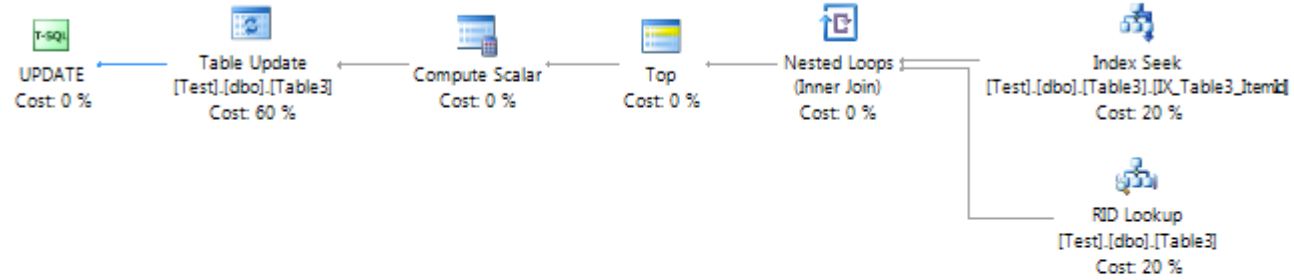 T-SQL
UPDATE
Cost: 0 %
Table Update
[Test].[dbo].[Table3]
Cost: 60 %
Compute Scalar
Cost: 0 %
Top
Cost: 0 %
Nested Loops
(Inner Join)
Cost: 0 %
Index Seek
[Test].[dbo].[Table3].[IX_Table3_ItemId]
Cost: 20 %
RID Lookup
[Test].[dbo].[Table3]
Cost: 20 %